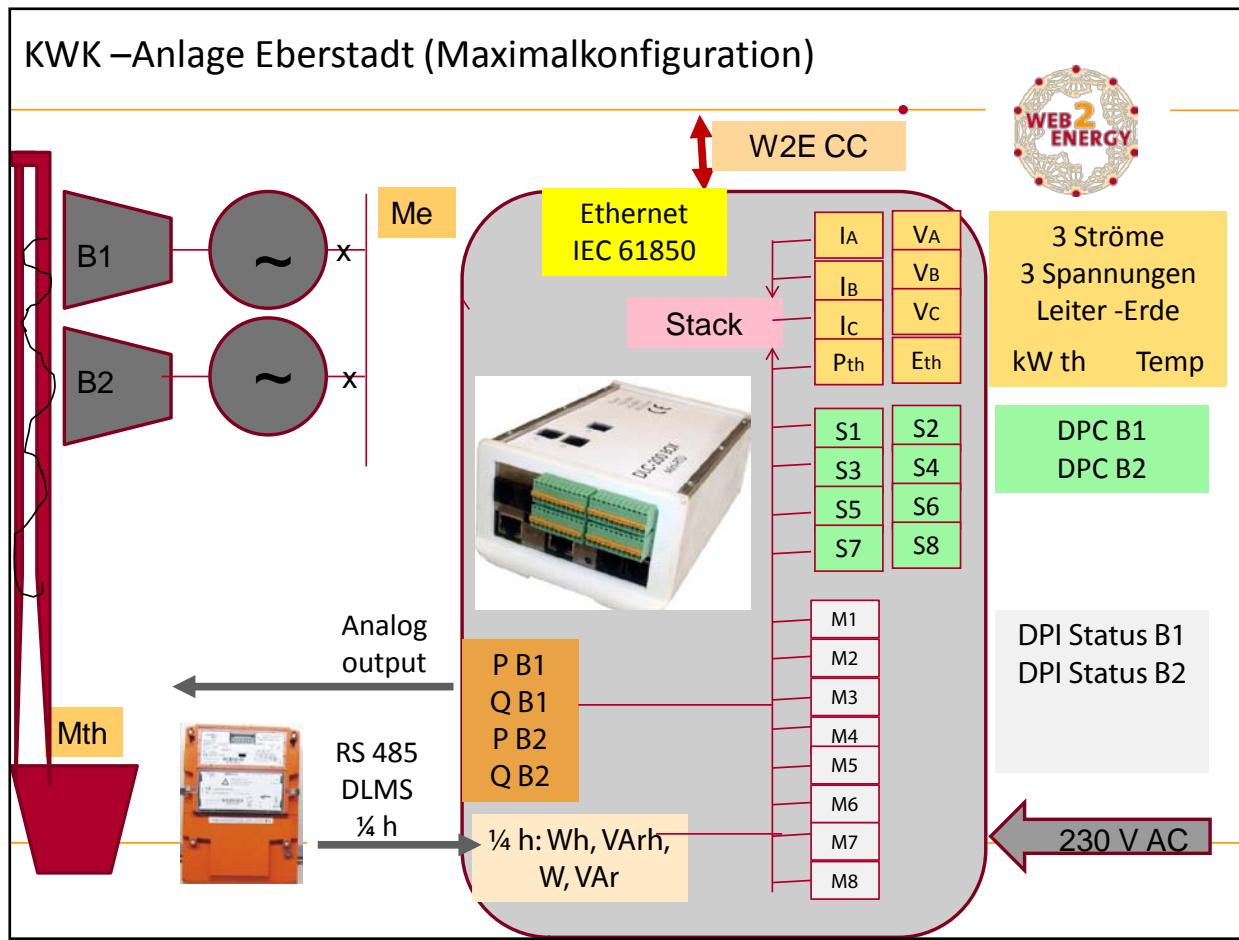 KWK –Anlage Eberstadt (Maximalkonfiguration)
WEB 2 ENERGY
W2E CC
Ethernet
IEC 61850
Me
B1
~
x
B2
~
x
Stack
IA VA
IB VB
IC VC
Pth Eth
3 Ströme
3 Spannungen
Leiter -Erde
kW th Temp
S1 S2
S3 S4
S5 S6
S7 S8
DPC B1
DPC B2
DLC-200 BOX
M1
M2
M3
M4
M5
M6
M7
M8
DPI Status B1
DPI Status B2
Analog
output
P B1
Q B1
P B2
Q B2
Mth
RS 485
DLMS
¼ h
¼ h: Wh, VArh,
W, VAr
230 V AC